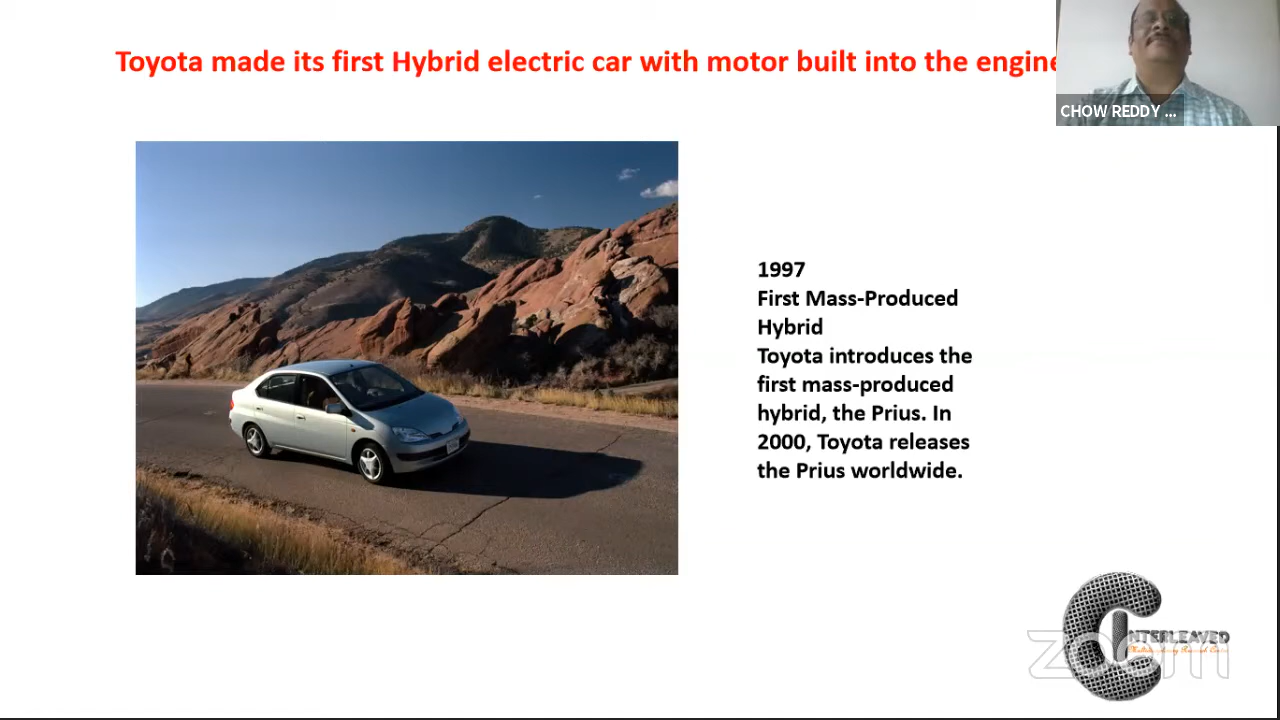 Toyota made its first Hybrid electric car with motor built into the engine
CHOW REDDY ...
1997
First Mass-Produced
Hybrid
Toyota introduces the
first mass-produced
hybrid, the Prius. In
2000, Toyota releases
the Prius worldwide.
INTERLEAVED
zoom